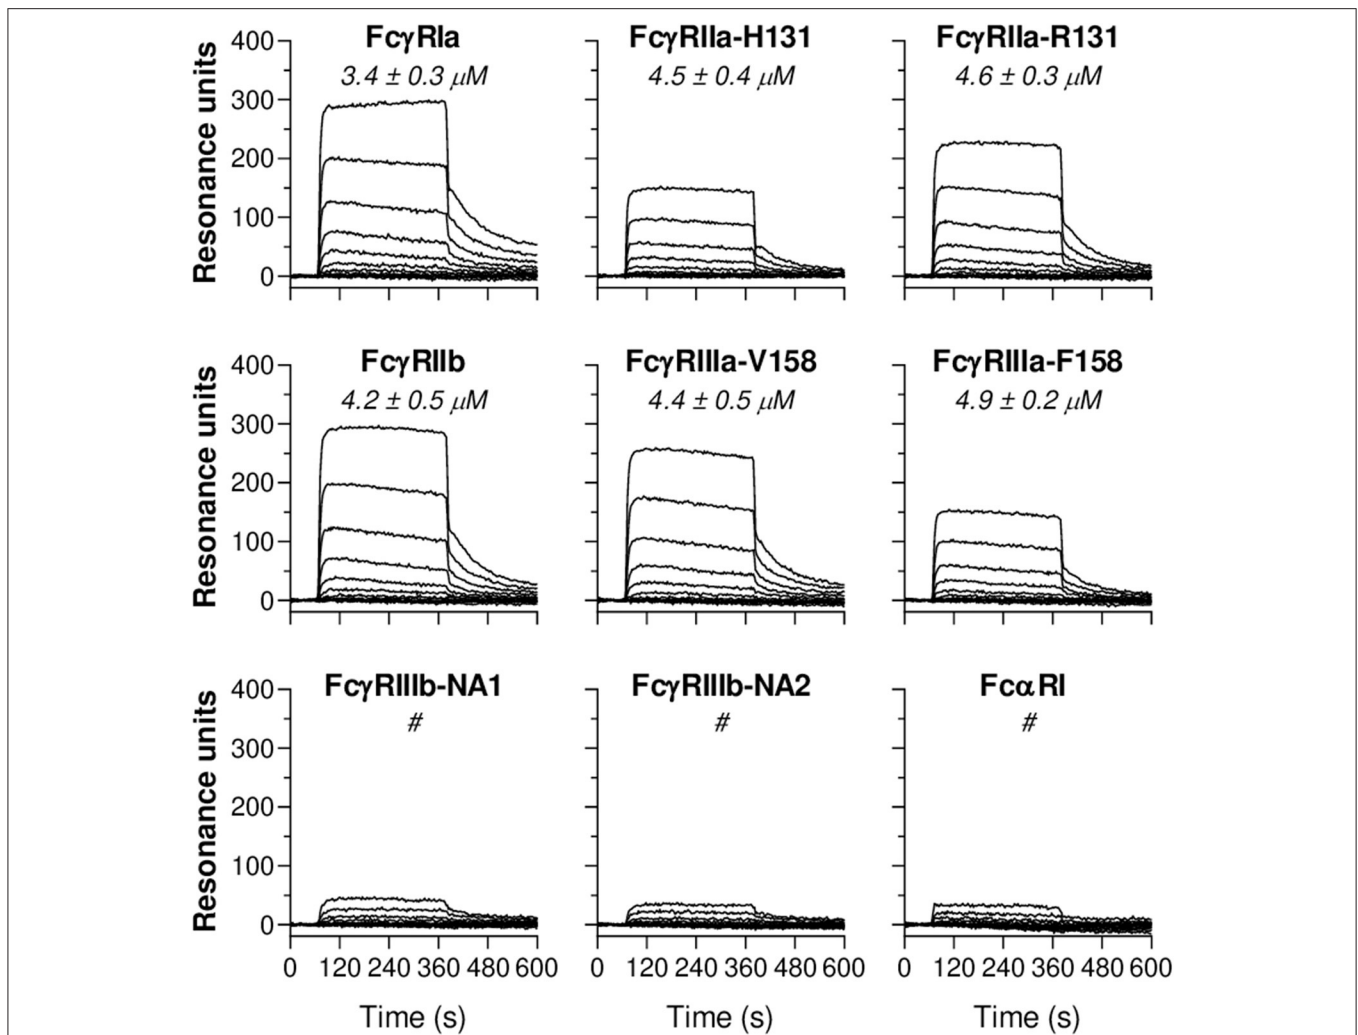 FcγRIa FcγRIIa-H131 FcγRIIa-R131
3.4 ± 0.3 μM 4.5 ± 0.4 μM 4.6 ± 0.3 μM
Resonance units
400
300
200
100
0
FcγRIIb FcγRIIIa-V158 FcγRIIIa-F158
4.2 ± 0.5 μM 4.4 ± 0.5 μM 4.9 ± 0.2 μM
Resonance units
400
300
200
100
0
FcγRIIIb-NA1 FcγRIIIb-NA2 FcαRI
# # #
Resonance units
400
300
200
100
0
0 120 240 360 480 600 0 120 240 360 480 600 0 120 240 360 480 600
Time (s) Time (s) Time (s)